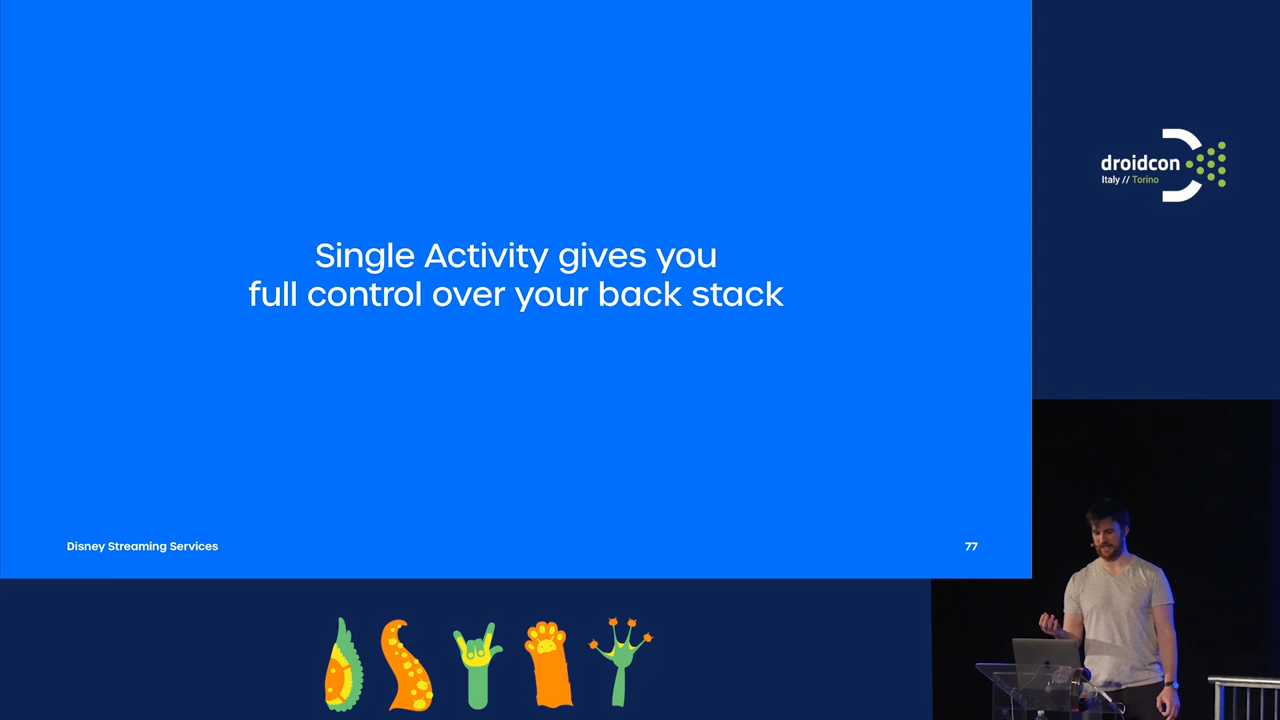 Single Activity gives you
full control over your back stack
Disney Streaming Services
77
droidcon
Italy // Torino